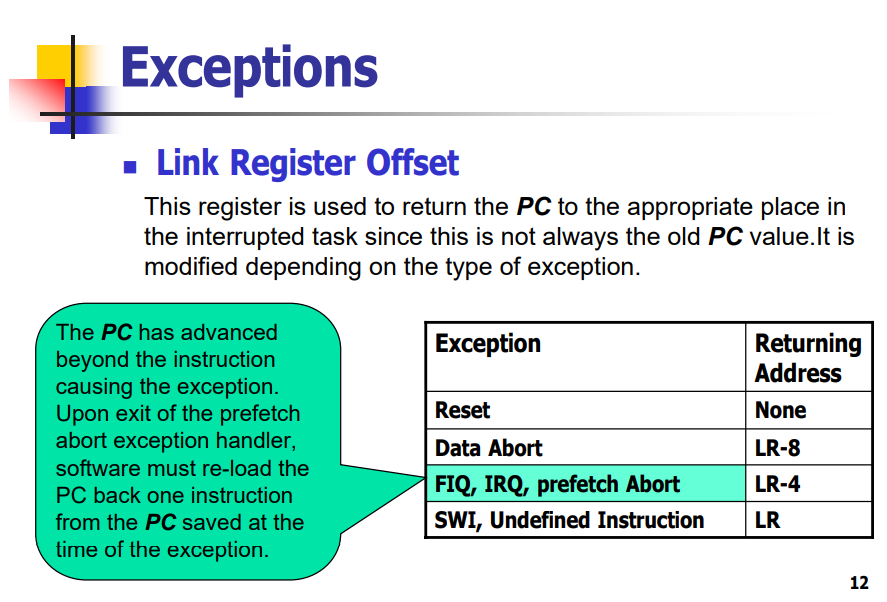 Exceptions
Link Register Offset
This register is used to return the PC to the appropriate place in
the interrupted task since this is not always the old PC value.It is
modified depending on the type of exception.
The PC has advanced
beyond the instruction
causing the exception.
Upon exit of the prefetch
abort exception handler,
software must re-load the
PC back one instruction
from the PC saved at the
time of the exception.
Exception Returning
Address
Reset None
Data Abort LR-8
FIQ, IRQ, prefetch Abort LR-4
SWI, Undefined Instruction LR
12